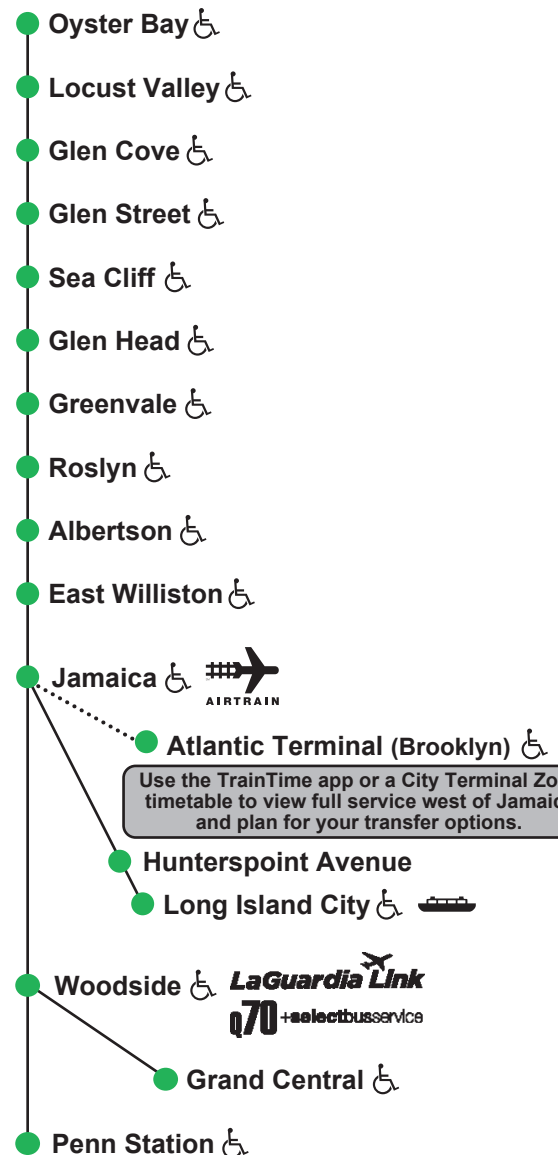 Oyster Bay
Locust Valley
Glen Cove
Glen Street
Sea Cliff
Glen Head
Greenvale
Roslyn
Albertson
East Williston
Jamaica
AIRTRAIN
Atlantic Terminal (Brooklyn)
Use the TrainTime app or a City Terminal Zo
timetable to view full service west of Jamaic
and plan for your transfer options.
Hunterspoint Avenue
Long Island City
Woodside
LaGuardia Link
Q70 +selectbusservice
Grand Central
Penn Station